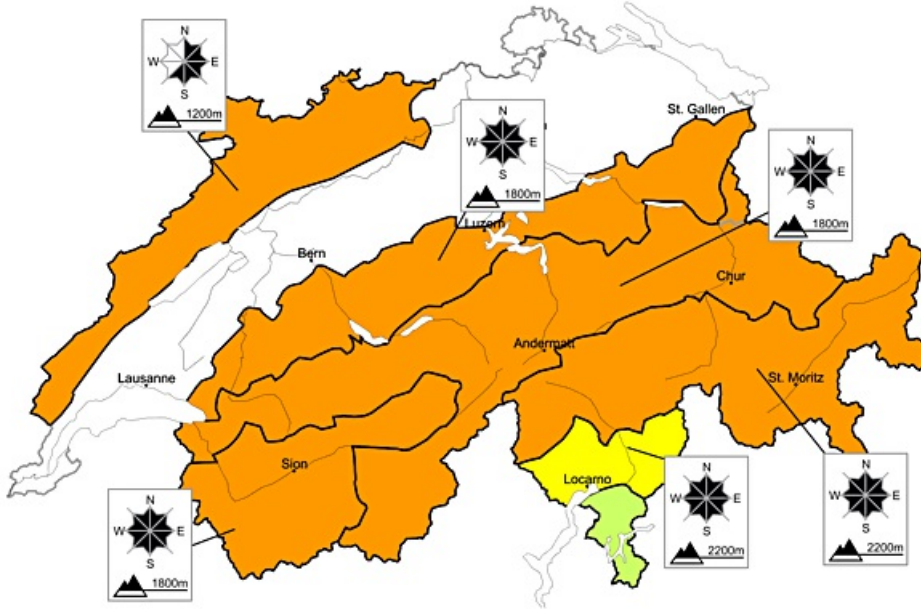 N
W E
S
1200m
St. Gallen
N
W E
S
1800m
N
W E
S
1800m
Luzern
Bern
Chur
Andermatt
Lausanne
St. Moritz
Sion
Locarno
N
W E
S
2200m
N
W E
S
2200m
N
W E
S
1800m